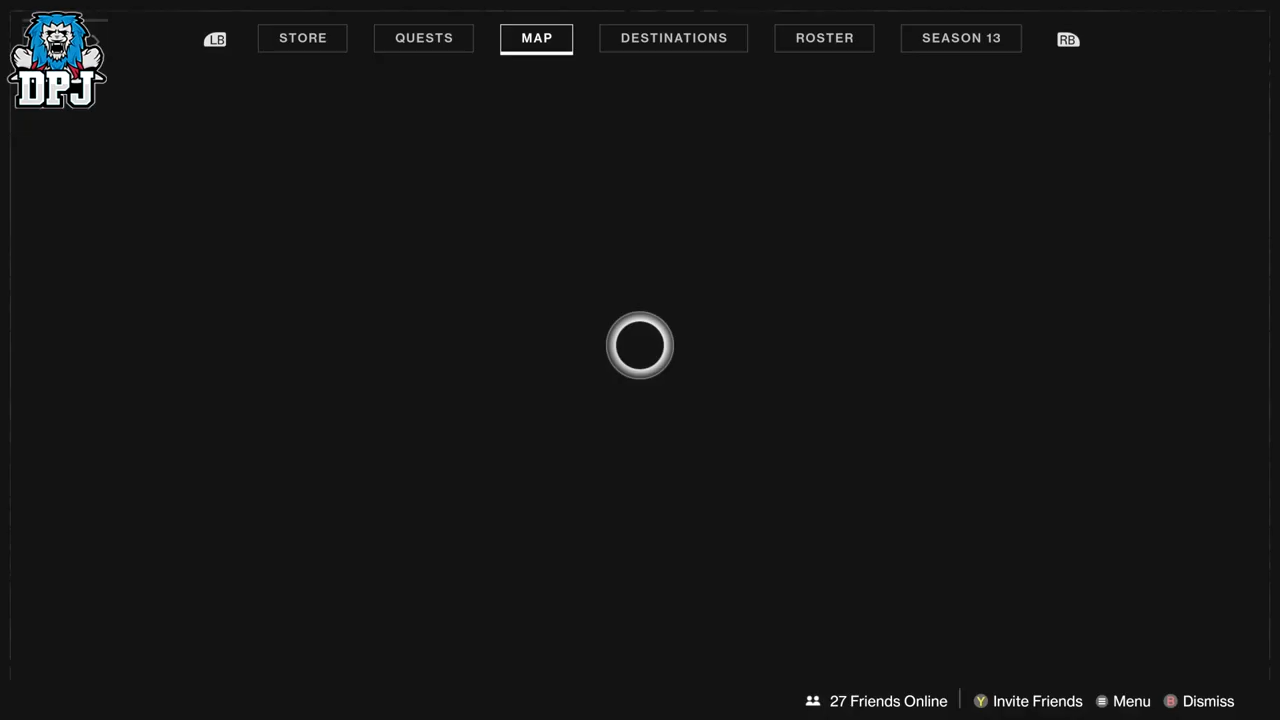 DPJ
LB STORE QUESTS MAP DESTINATIONS ROSTER SEASON 13 RB
27 Friends Online Y Invite Friends Menu B Dismiss